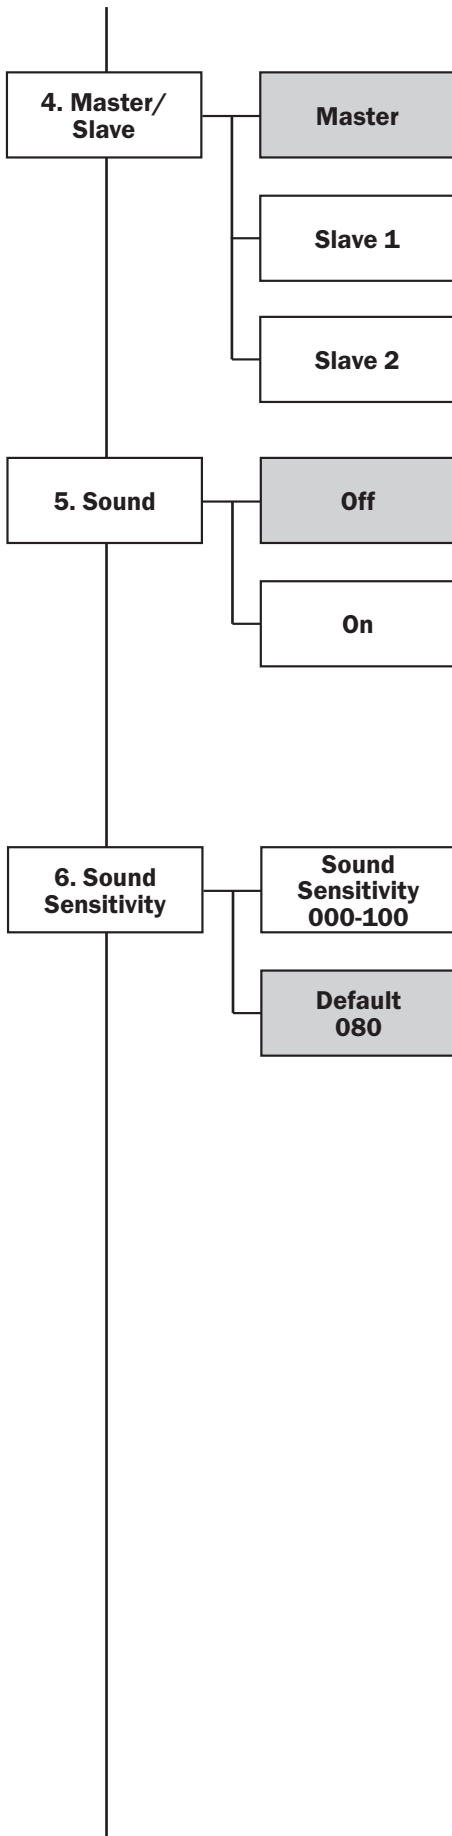 4. Master/
Slave
Master
Slave 1
Slave 2
5. Sound
Off
On
6. Sound
Sensitivity
Sound
Sensitivity
000-100
Default
080